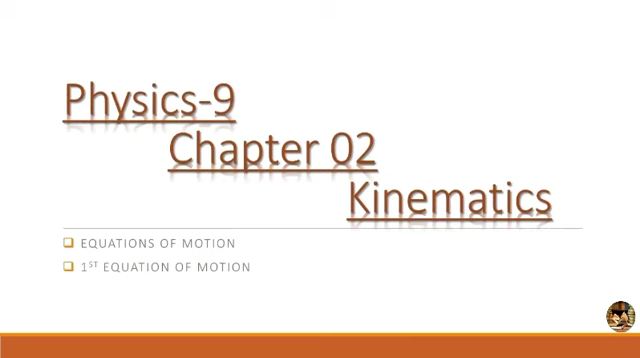 Physics-9
Chapter 02
Kinematics
❑ EQUATIONS OF MOTION
❑ 1ST EQUATION OF MOTION